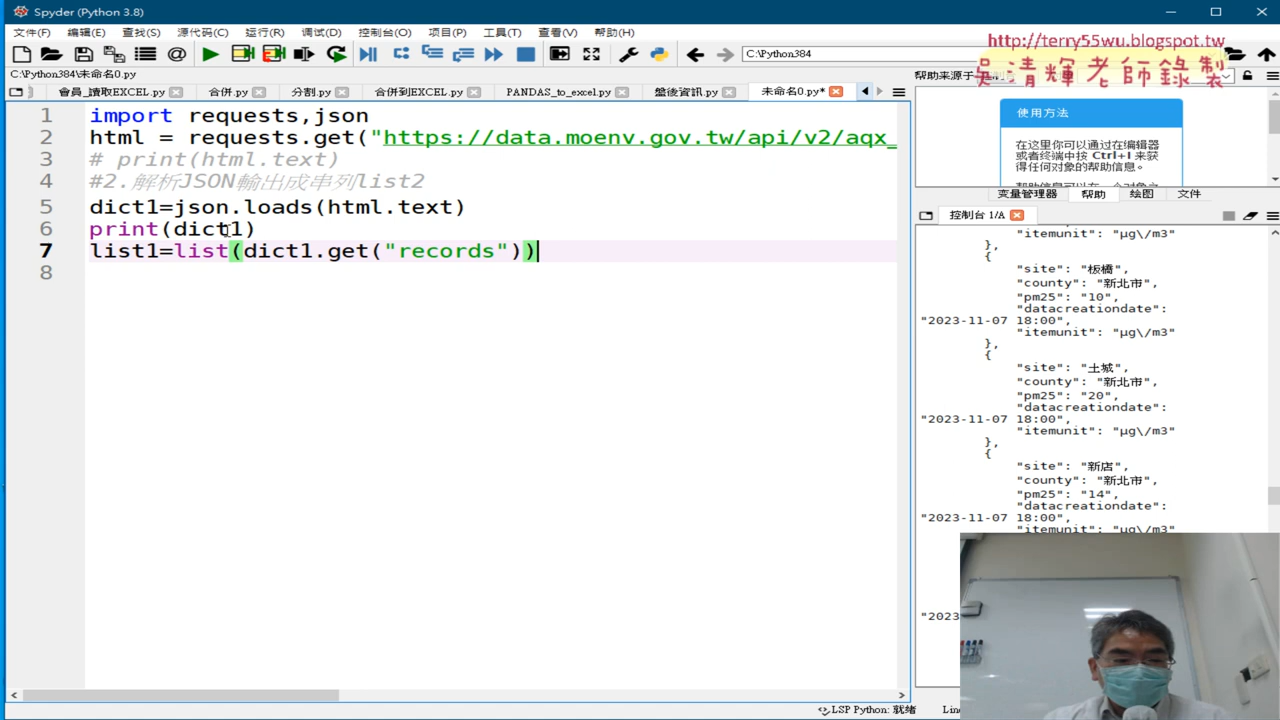 Spyder (Python 3.8)
文件(F) 编辑(E) 查找(S) 源代码(C) 运行(R) 调试(D) 控制台(O) 项目(P) 工具(T) 查看(V) 帮助(H)
http://terry55wu.blogspot.tw
吳清輝老師錄製
C:\Python384
C:\Python384\未命名0.py
帮助来源于
會員_讀取EXCEL.py 合併.py 分割.py 合併到EXCEL.py PANDAS_to_excel.py 盤後資訊.py 未命名0.py*
1 import requests,json
2 html = requests.get("https://data.moenv.gov.tw/api/v2/aqx_
3 # print(html.text)
4 #2.解析JSON輸出成串列list2
5 dict1=json.loads(html.text)
6 print(dict1)
7 list1=list(dict1.get("records"))
8
使用方法
在这里你可以通过在编辑器
或者终端中按 Ctrl+I 来获
得任何对象的帮助信息。
变量管理器 帮助 绘图 文件
控制台 1/A
"itemunit": "μg\/m3"
},
{
"site": "板橋",
"county": "新北市",
"pm25": "10",
"datacreationdate":
"2023-11-07 18:00",
"itemunit": "μg\/m3"
},
{
"site": "土城",
"county": "新北市",
"pm25": "20",
"datacreationdate":
"2023-11-07 18:00",
"itemunit": "μg\/m3"
},
{
"site": "新店",
"county": "新北市",
"pm25": "14",
"datacreationdate":
"2023-11-07 18:00",
"itemunit": "μg\/m3"
"2023
LSP Python: 就绪